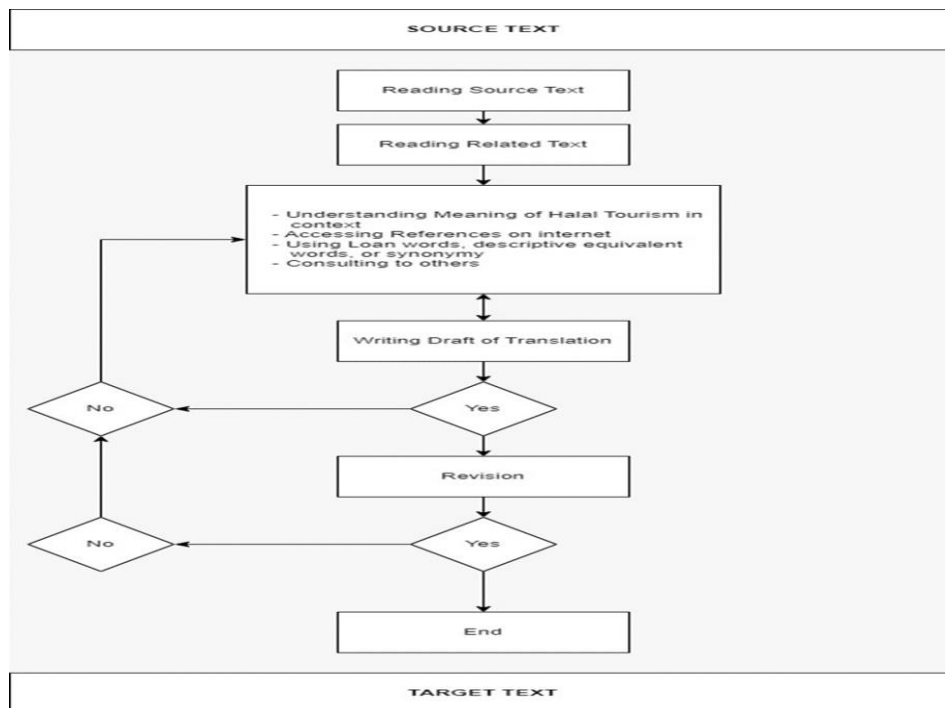 SOURCE TEXT
Reading Source Text
Reading Related Text
- Understanding Meaning of Halal Tourism in
context
- Accessing References on internet
- Using Loan words, descriptive equivalent
words, or synonymy
- Consulting to others
Writing Draft of Translation
No
Yes
Revision
No
Yes
End
TARGET TEXT